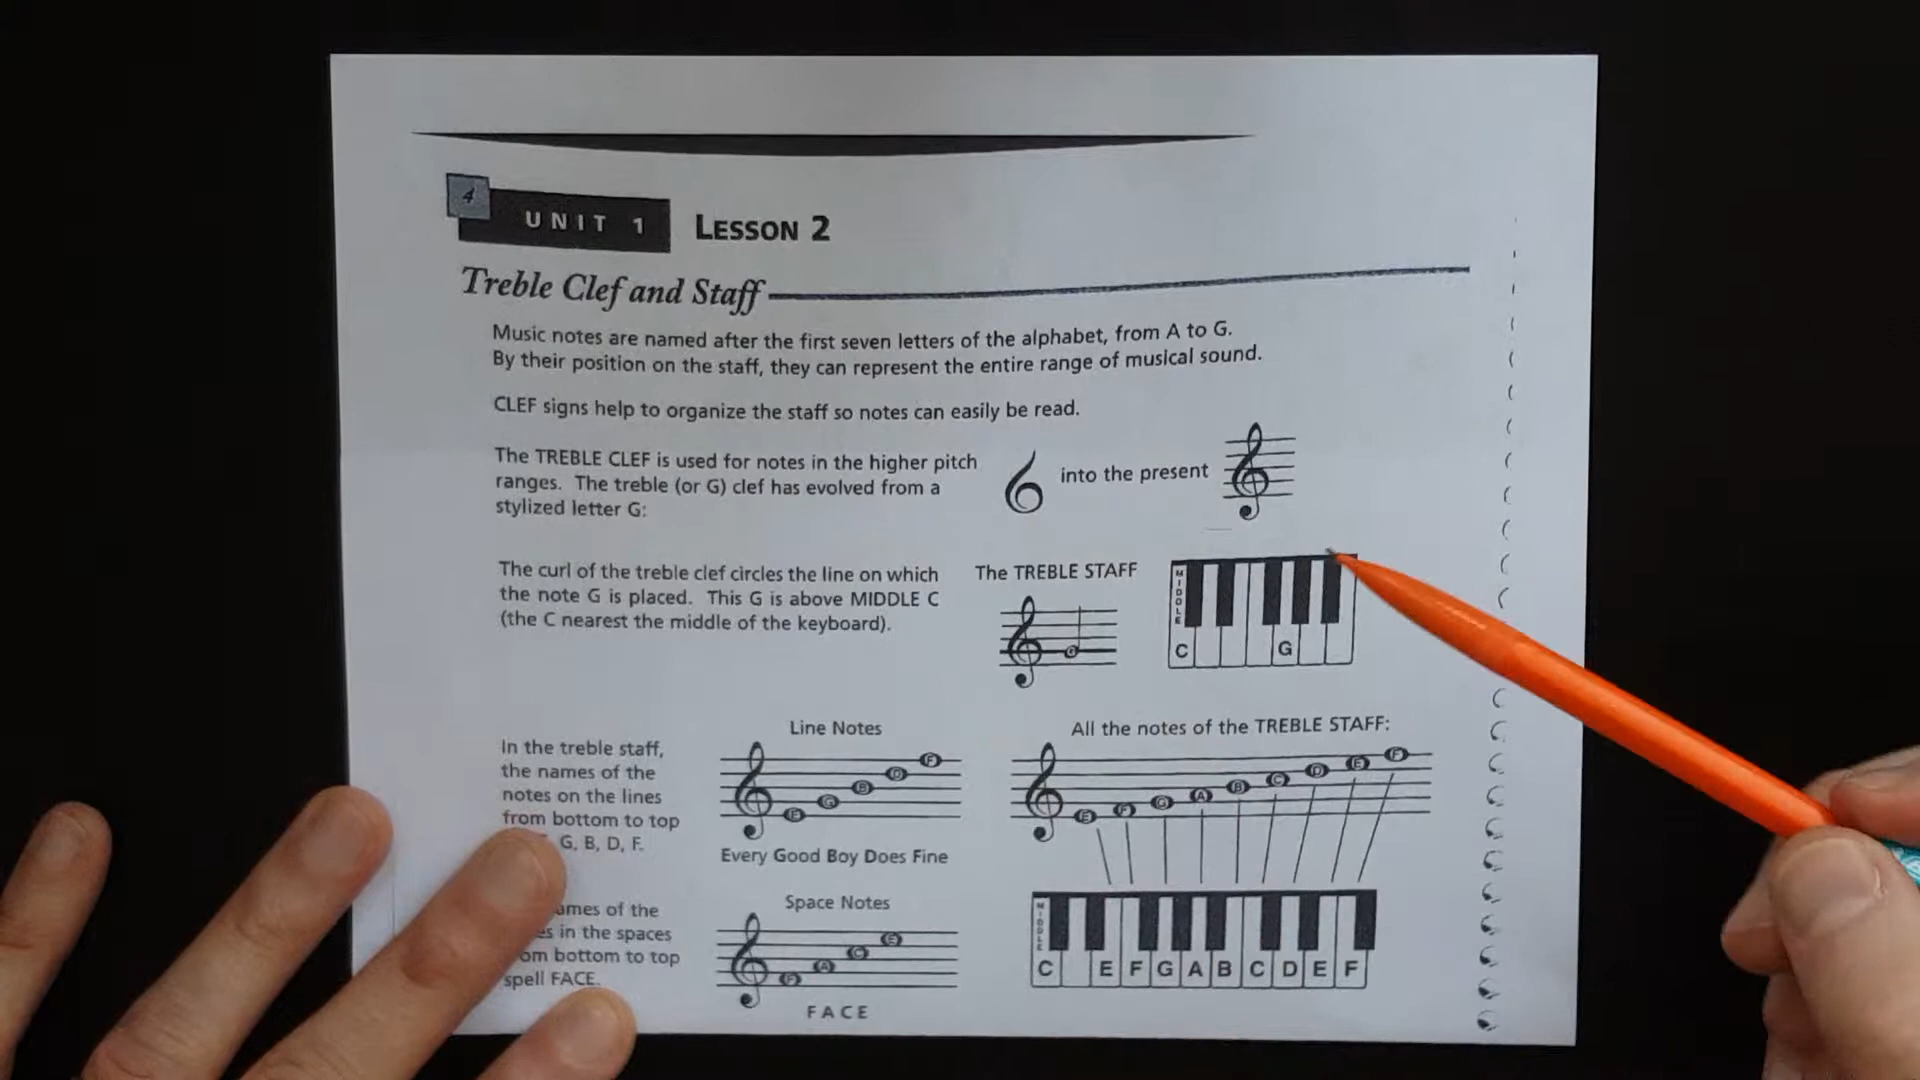 4
UNIT 1 LESSON 2
Treble Clef and Staff
Music notes are named after the first seven letters of the alphabet, from A to G.
By their position on the staff, they can represent the entire range of musical sound.
CLEF signs help to organize the staff so notes can easily be read.
The TREBLE CLEF is used for notes in the higher pitch
ranges. The treble (or G) clef has evolved from a
stylized letter G:
into the present
The curl of the treble clef circles the line on which
the note G is placed. This G is above MIDDLE C
(the C nearest the middle of the keyboard).
The TREBLE STAFF
G
MIDDLE
C G
In the treble staff,
the names of the
notes on the lines
from bottom to top
G, B, D, F.
Line Notes
E G B D F
Every Good Boy Does Fine
All the notes of the TREBLE STAFF:
E F G A B C D E F
of the
in the spaces
bottom to top
spell FACE.
Space Notes
F A C E
F A C E
MIDDLE
C E F G A B C D E F